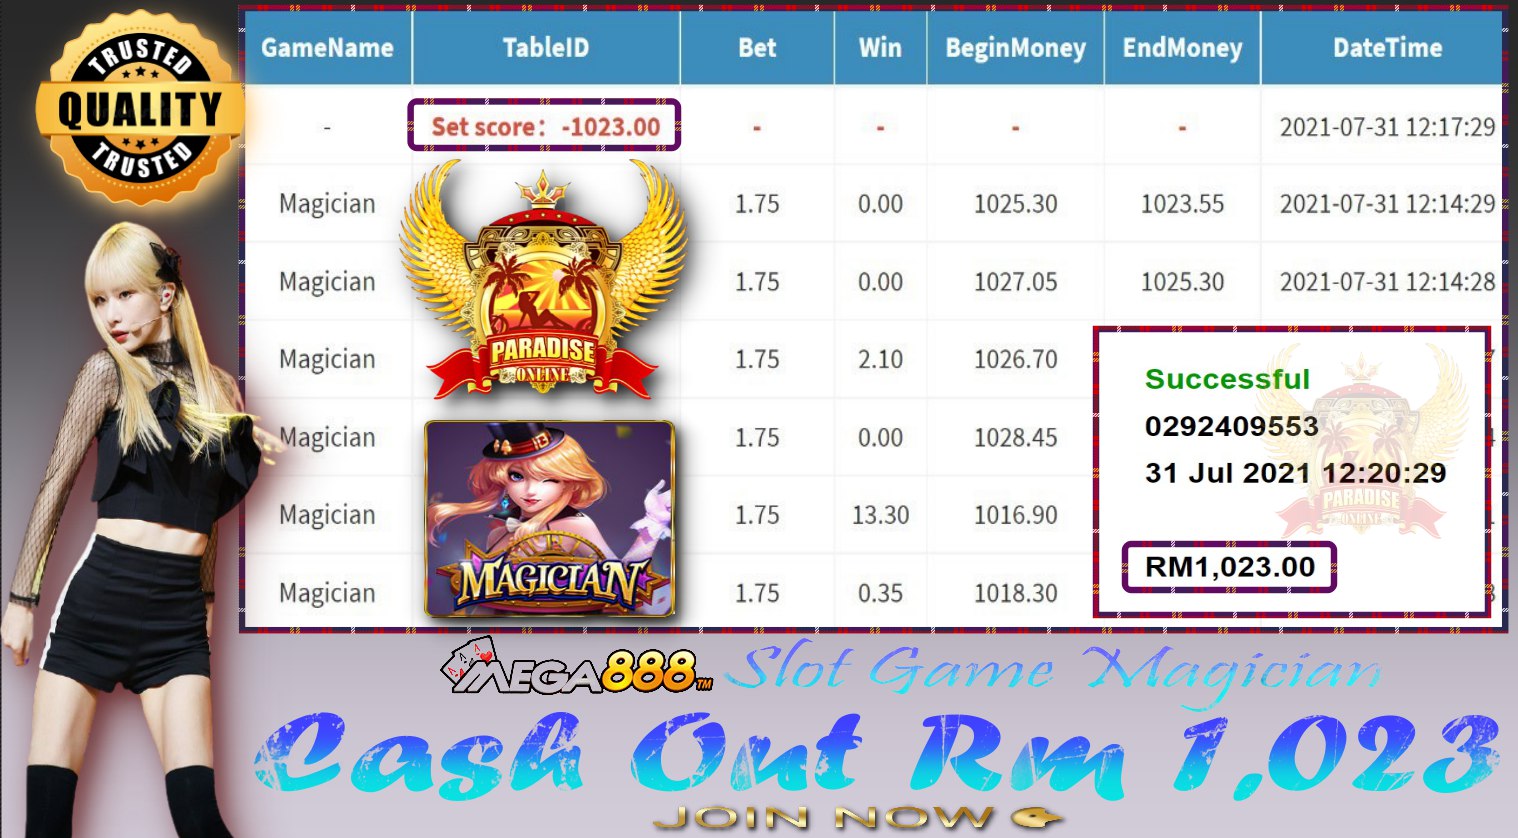 TRUSTED
QUALITY
TRUSTED
GameName TableID Bet Win BeginMoney EndMoney DateTime
- Set score: -1023.00 - - - - 2021-07-31 12:17:29
Magician 1.75 0.00 1025.30 1023.55 2021-07-31 12:14:29
Magician 1.75 0.00 1027.05 1025.30 2021-07-31 12:14:28
Magician 1.75 2.10 1026.70
Magician 1.75 0.00 1028.45
Magician 1.75 13.30 1016.90
Magician 1.75 0.35 1018.30
PARADISE
ONLINE
MAGICIAN
Successful
0292409553
31 Jul 2021 12:20:29
PARADISE
ONLINE
RM1,023.00
MEGA888 TM Slot Game Magician
Cash Out Rm 1,023
JOIN NOW